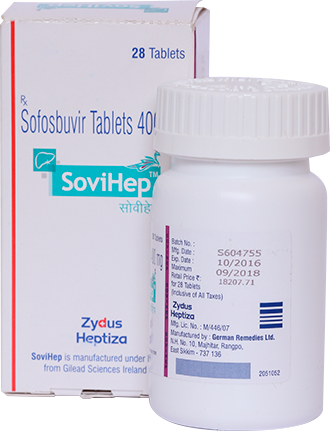 28 Tablets
Rx
Sofosbuvir Tablets 40
SoviHep™
सोवीहे
Zydus
Heptiza
SoviHep is manufactured under
from Gilead Sciences Ireland
mg
Batch No. : S604755
Mfg. Date : 10/2016
Exp. Date : 09/2018
Maximum
Retail Price ₹: 18207.71
for 28 Tablets
(Inclusive of All Taxes)
Zydus
Heptiza
Mfg. Lic. No. : M/446/07
Manufactured by : German Remedies Ltd.
N.H. No. 10, Majhitar, Rangpo,
East Sikkim - 737 136
2051052